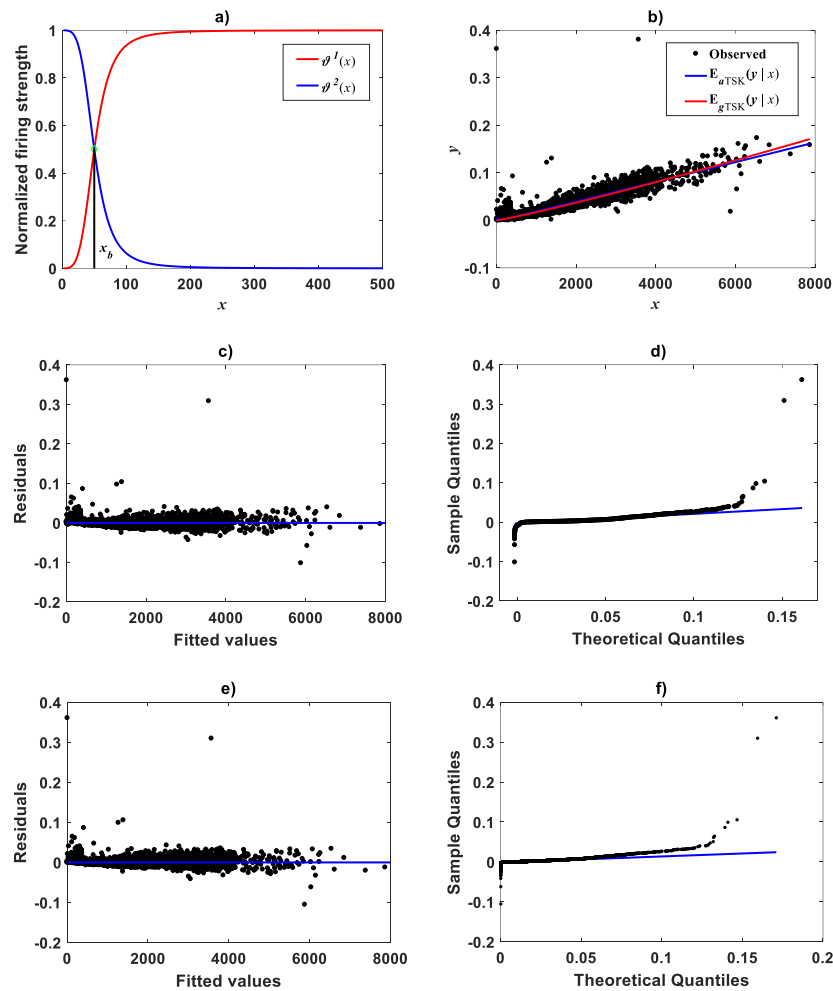 a)
Normalized firing strength
1
0.8
0.6
0.4
0.2
0
ϑ¹(x)
ϑ²(x)
x_b
0 100 200 300 400 500
x
b)
y
0.4
0.3
0.2
0.1
0
-0.1
Observed
E_aTSK(y | x)
E_gTSK(y | x)
0 2000 4000 6000 8000
x
c)
Residuals
0.4
0.3
0.2
0.1
0
-0.1
-0.2
0 2000 4000 6000 8000
Fitted values
d)
Sample Quantiles
0.4
0.3
0.2
0.1
0
-0.1
-0.2
0 0.05 0.1 0.15
Theoretical Quantiles
e)
Residuals
0.4
0.3
0.2
0.1
0
-0.1
-0.2
0 2000 4000 6000 8000
Fitted values
f)
Sample Quantiles
0.4
0.3
0.2
0.1
0
-0.1
-0.2
0 0.05 0.1 0.15 0.2
Theoretical Quantiles